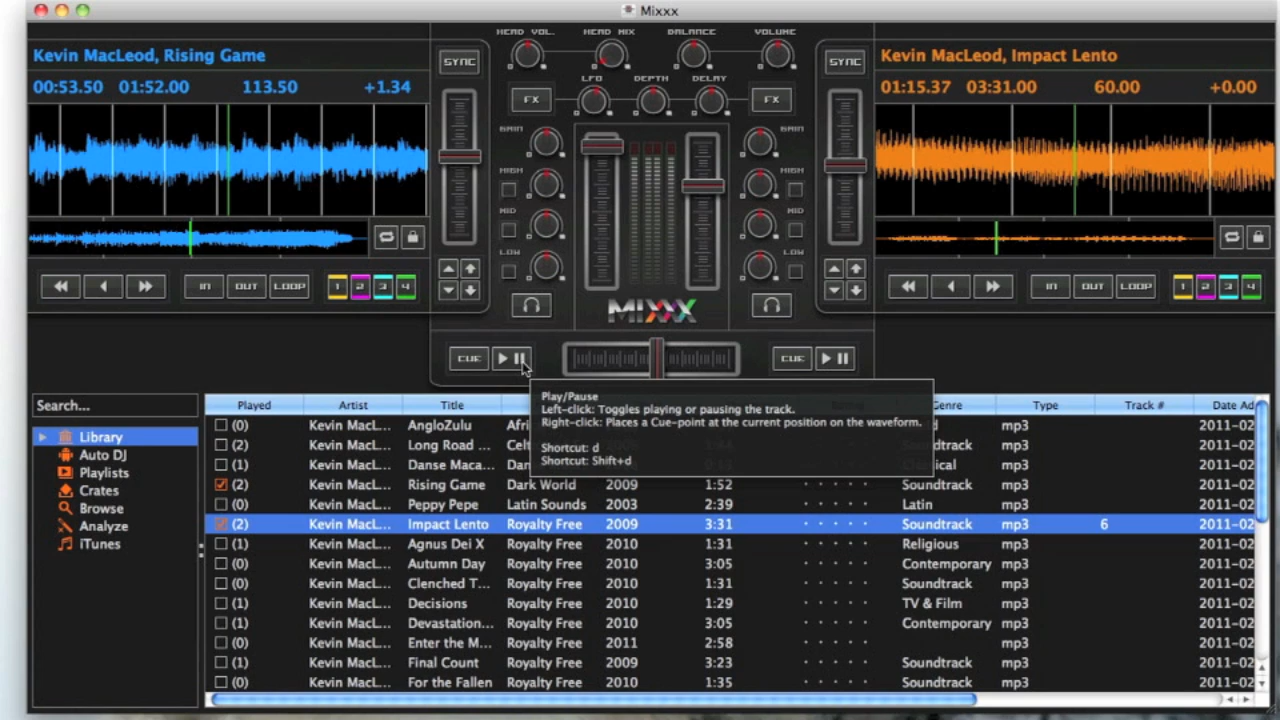 Mixxx
Kevin MacLeod, Rising Game
00:53.50 01:52.00 113.50 +1.34
SYNC
HEAD VOL. HEAD MIX BALANCE VOLUME
LFO DEPTH DELAY
FX FX
SYNC
Kevin MacLeod, Impact Lento
01:15.37 03:31.00 60.00 +0.00
GAIN GAIN
HIGH HIGH
MID MID
LOW LOW
IN OUT LOOP 1 2 3 4
MIXXX
IN OUT LOOP 1 2 3 4
CUE CUE
Play/Pause
Left-click: Toggles playing or pausing the track.
Right-click: Places a Cue-point at the current position on the waveform.
Shortcut: d
Shortcut: Shift+d
Search...
Library
Auto DJ
Playlists
Crates
Browse
Analyze
iTunes
Played Artist Title Genre Type Track # Date Ad
(0) Kevin MacL... AngloZulu Afri mp3 2011-02
(2) Kevin MacL... Long Road ... Celt Soundtrack mp3 2011-02
(1) Kevin MacL... Danse Maca... Dan mp3 2011-02
(2) Kevin MacL... Rising Game Dark World 2009 1:52 Soundtrack mp3 2011-02
(0) Kevin MacL... Peppy Pepe Latin Sounds 2003 2:39 Latin mp3 2011-02
(2) Kevin MacL... Impact Lento Royalty Free 2009 3:31 Soundtrack mp3 6 2011-02
(1) Kevin MacL... Agnus Dei X Royalty Free 2010 1:31 Religious mp3 2011-02
(0) Kevin MacL... Autumn Day Royalty Free 2010 3:05 Contemporary mp3 2011-02
(0) Kevin MacL... Clenched T... Royalty Free 2010 1:31 Soundtrack mp3 2011-02
(1) Kevin MacL... Decisions Royalty Free 2010 1:29 TV & Film mp3 2011-02
(1) Kevin MacL... Devastation... Royalty Free 2010 3:05 Contemporary mp3 2011-02
(0) Kevin MacL... Enter the M... Royalty Free 2011 2:58 mp3 2011-02
(1) Kevin MacL... Final Count Royalty Free 2009 3:23 Soundtrack mp3 2011-02
(0) Kevin MacL... For the Fallen Royalty Free 2010 1:35 Soundtrack mp3 2011-02